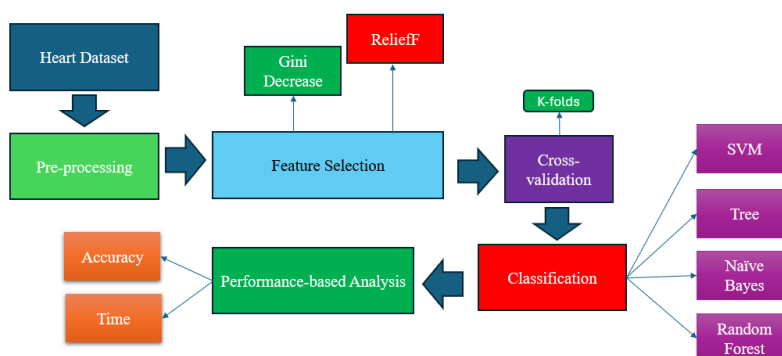 Heart Dataset
ReliefF
Gini
Decrease
K-folds
Pre-processing
Feature Selection
Cross-
validation
SVM
Tree
Naïve
Bayes
Random
Forest
Classification
Performance-based Analysis
Accuracy
Time